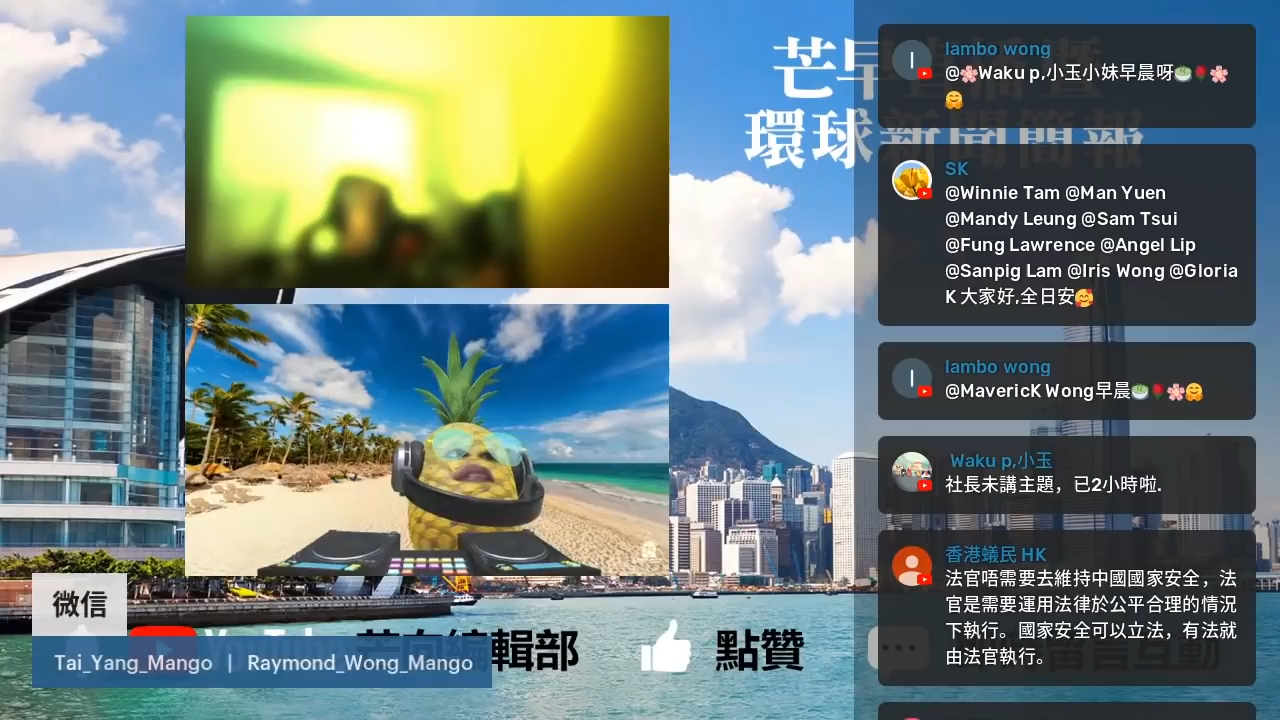 芒早
環球新聞簡報
lambo wong
@🌸Waku p,小玉小妹早晨呀🍵🌹🌸
🤗
SK
@Winnie Tam @Man Yuen
@Mandy Leung @Sam Tsui
@Fung Lawrence @Angel Lip
@Sanpig Lam @Iris Wong @Gloria
K 大家好,全日安🥰
lambo wong
@MavericK Wong早晨🍵🌹🌸🤗
Waku p,小玉
社長未講主題，已2小時啦.
香港蟻民 HK
法官唔需要去維持中國國家安全，法
官是需要運用法律於公平合理的情況
下執行。國家安全可以立法，有法就
由法官執行。
微信
Tai_Yang_Mango | Raymond_Wong_Mango
編輯部
點贊
留言互動